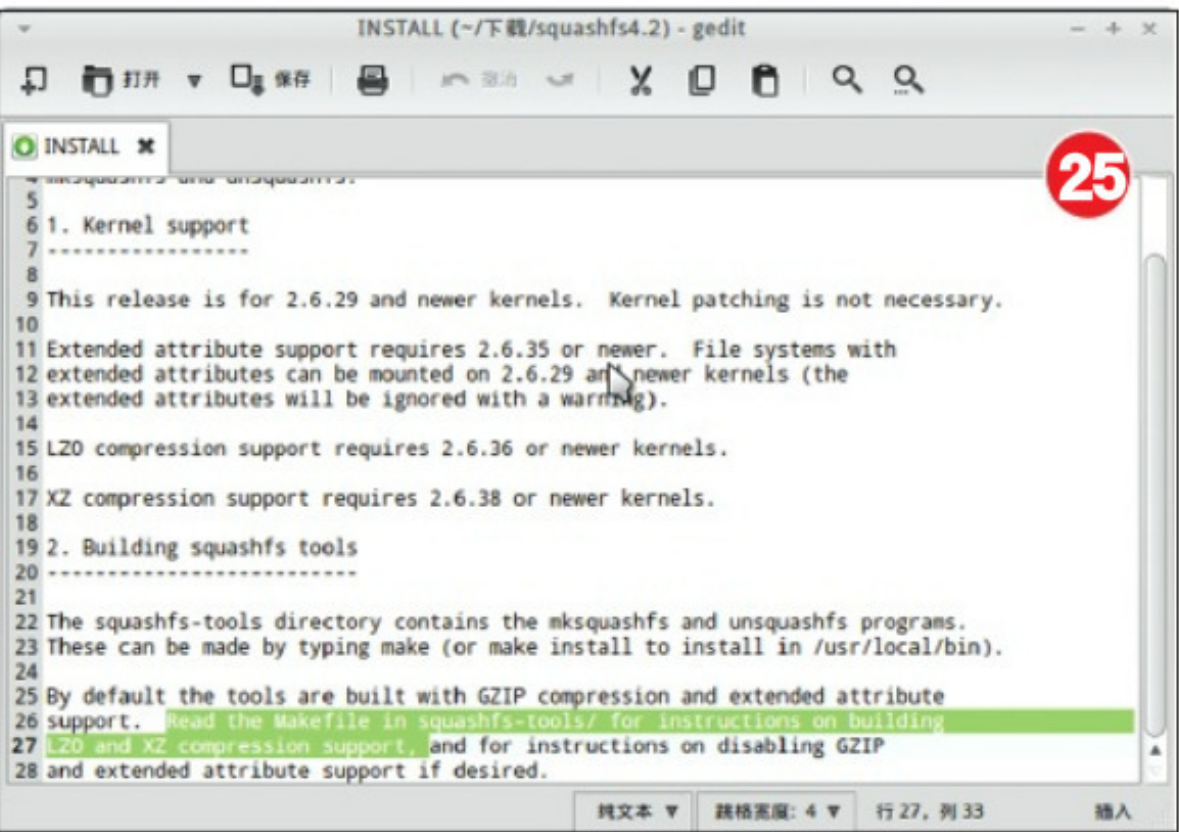 INSTALL (~/下载/squashfs4.2) - gedit
打开 保存 撤消
INSTALL
25
4 mksquashfs and unsquashfs.
5
6 1. Kernel support
7 -----------------
8
9 This release is for 2.6.29 and newer kernels.  Kernel patching is not necessary.
10
11 Extended attribute support requires 2.6.35 or newer.  File systems with
12 extended attributes can be mounted on 2.6.29 and newer kernels (the
13 extended attributes will be ignored with a warning).
14
15 LZO compression support requires 2.6.36 or newer kernels.
16
17 XZ compression support requires 2.6.38 or newer kernels.
18
19 2. Building squashfs tools
20 --------------------------
21
22 The squashfs-tools directory contains the mksquashfs and unsquashfs programs.
23 These can be made by typing make (or make install to install in /usr/local/bin).
24
25 By default the tools are built with GZIP compression and extended attribute
26 support.  Read the Makefile in squashfs-tools/ for instructions on building
27 LZO and XZ compression support, and for instructions on disabling GZIP
28 and extended attribute support if desired.
纯文本 跳格宽度: 4 行 27, 列 33 插入